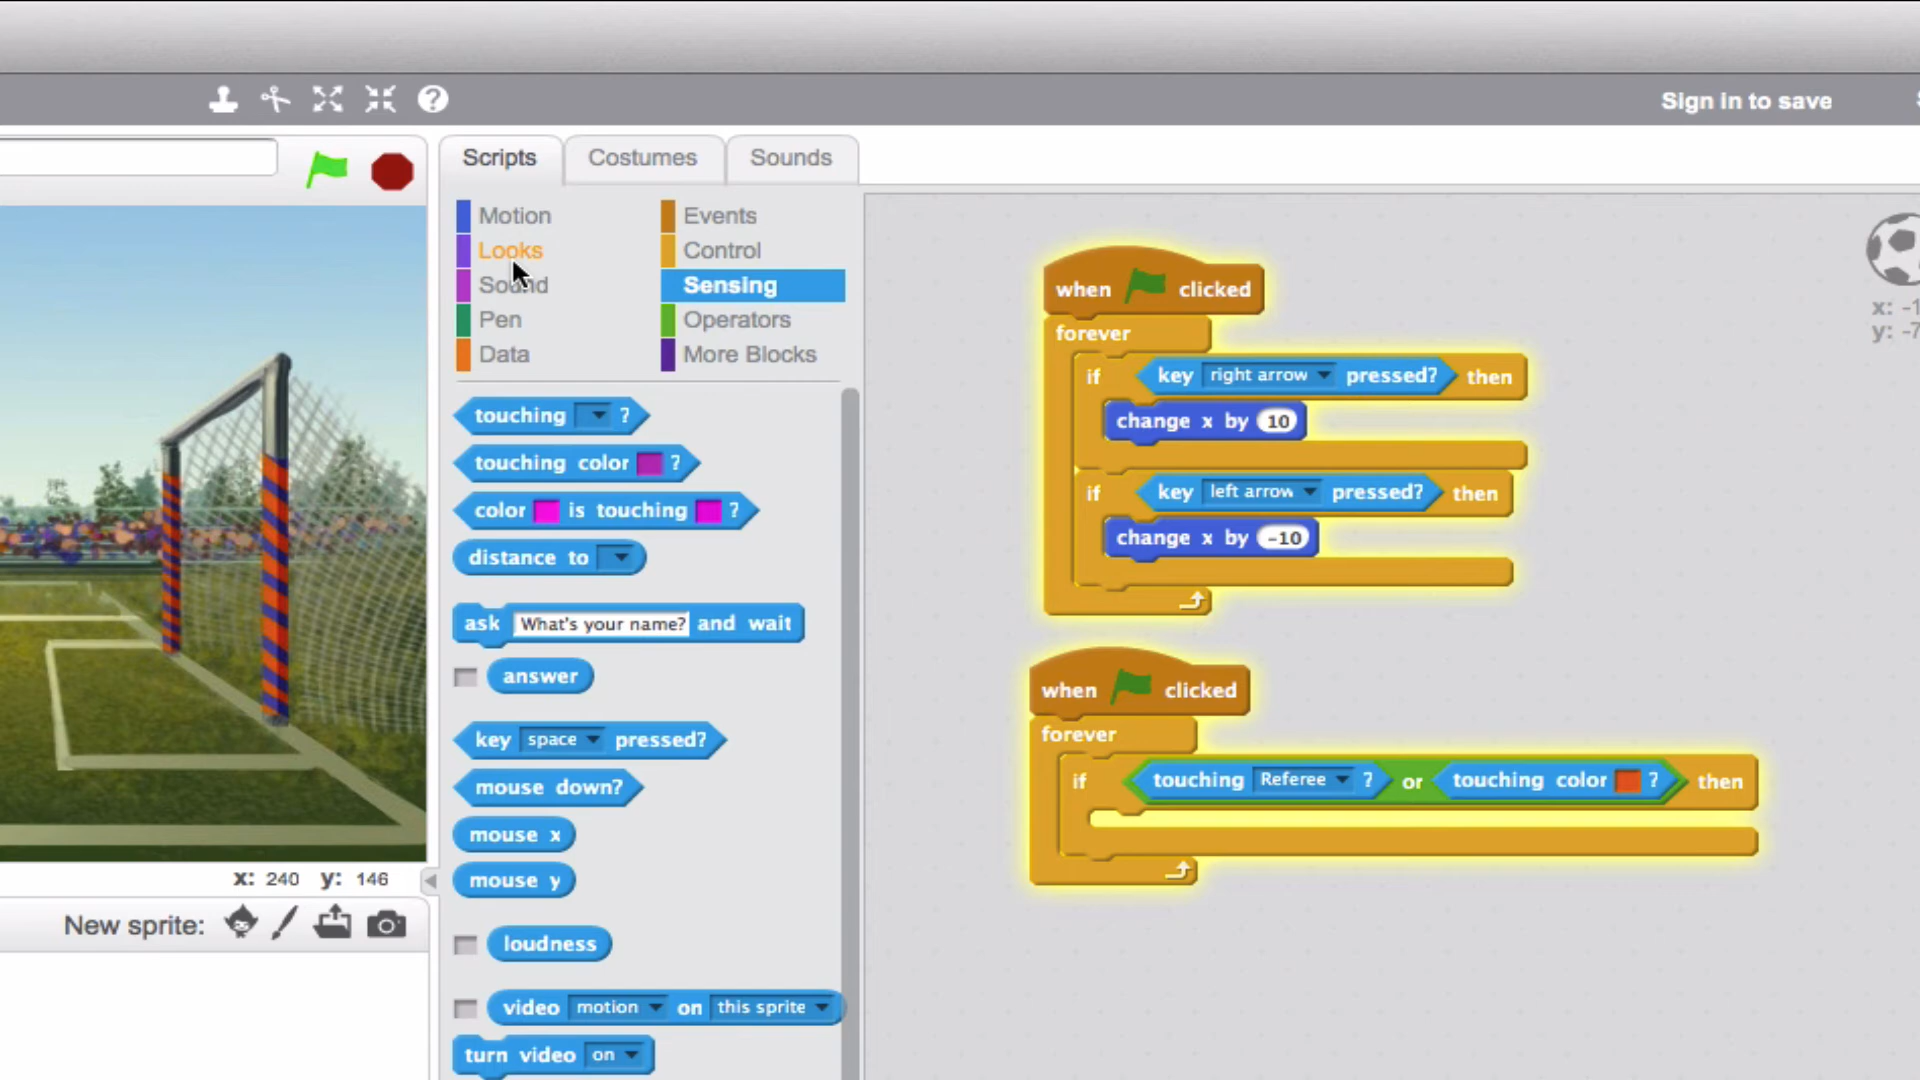 Sign in to save
Scripts
Costumes
Sounds
Motion
Looks
Sound
Pen
Data
Events
Control
Sensing
Operators
More Blocks
touching ?
touching color ?
color is touching ?
distance to
ask What's your name? and wait
answer
key space pressed?
mouse down?
mouse x
mouse y
loudness
video motion on this sprite
turn video on
when clicked
forever
if key right arrow pressed? then
change x by 10
if key left arrow pressed? then
change x by -10
when clicked
forever
if touching Referee ? or touching color ? then
x: -1
y: -7
x: 240 y: 146
New sprite: